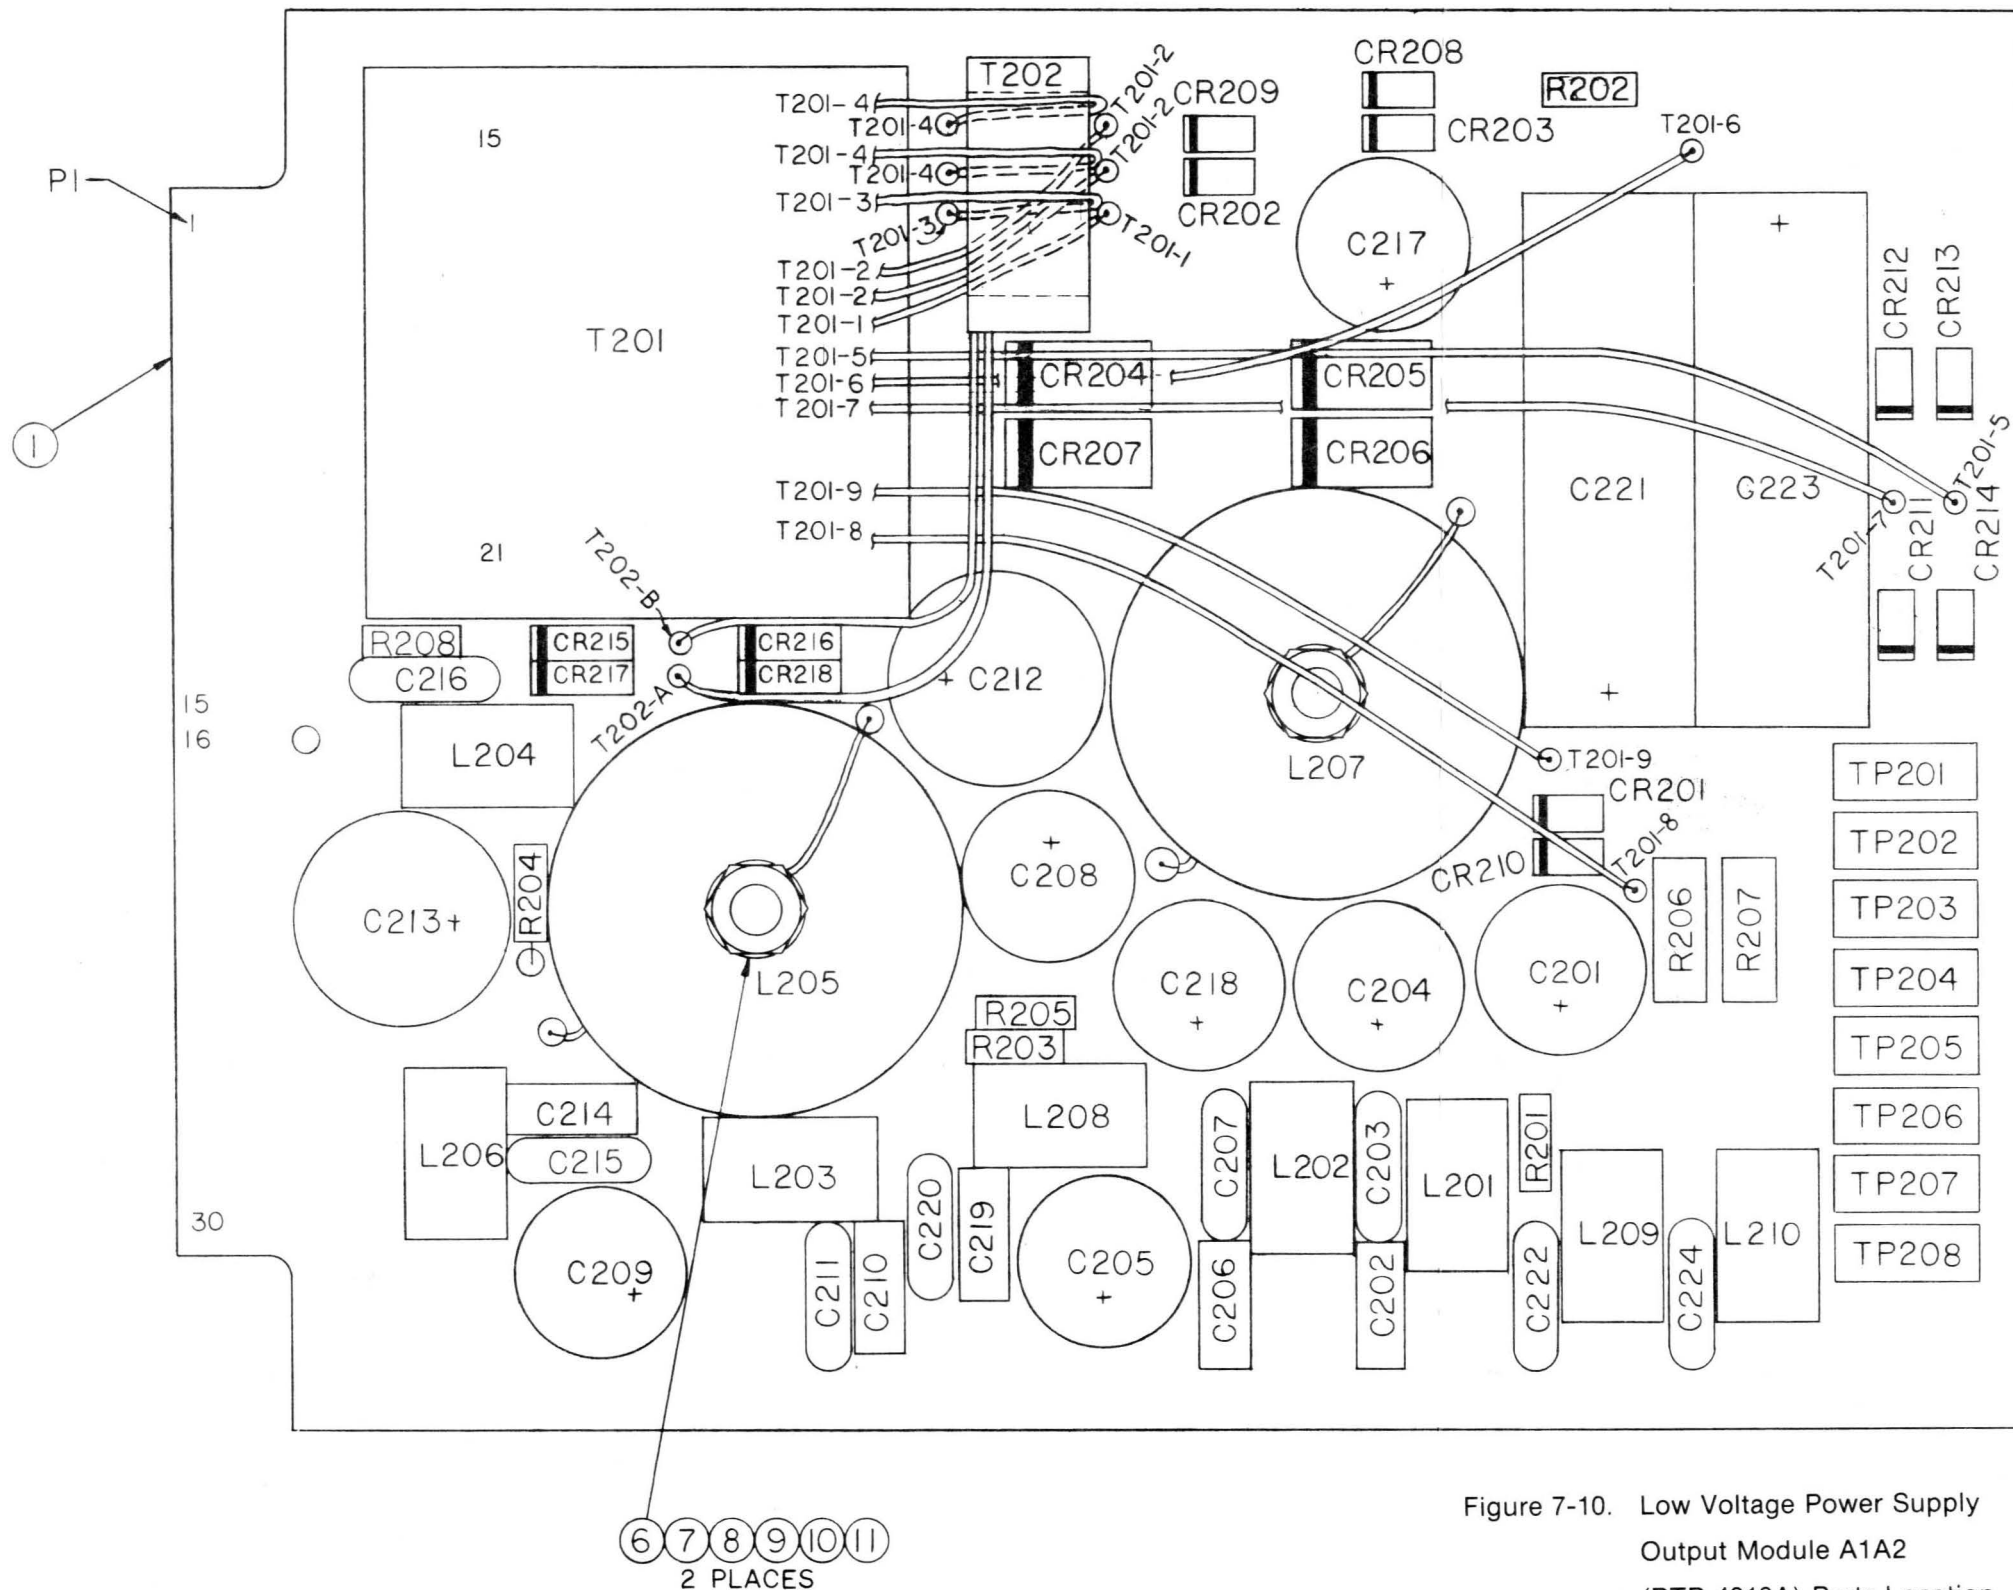 CR208
T202
T201-2
CR209
R202
T201-4
T201-4
T201-2
CR203
T201-6
15
T201-4
T201-4
P1
T201-3
CR202
1
T201-3
T201-1
C217
+
+
T201-2
T201-2
T201-1
CR212
CR213
T201
T201-5
T201-6
T201-7
CR204
CR205
1
CR207
CR206
T201-9
T201-8
C221
C223
T201-5
T201-7
CR211
CR214
21
T202-B
R208
CR215
CR216
C216
CR217
CR218
T202-A
+ C212
+
15
16
L204
L207
T201-9
TP201
CR201
+
C208
T201-8
TP202
CR210
C213+
R204
R206
R207
TP203
L205
C218
+
C204
+
C201
+
TP204
R205
R203
TP205
C214
L208
L206
C215
L203
C207
L202
C203
L201
R201
TP206
TP207
30
C209
+
C220
C219
C205
+
L209
L210
TP208
C211
C210
C206
C202
C222
C224
6 7 8 9 10 11
2 PLACES
Figure 7-10. Low Voltage Power Supply
Output Module A1A2